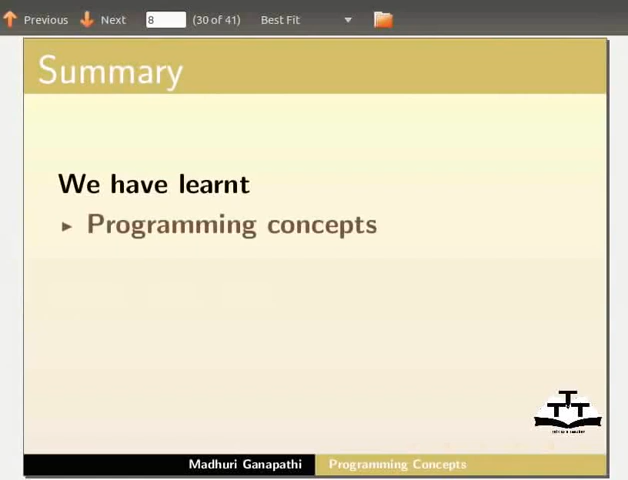 Previous Next 8 (30 of 41) Best Fit
Summary
We have learnt
Programming concepts
Madhuri Ganapathi Programming Concepts